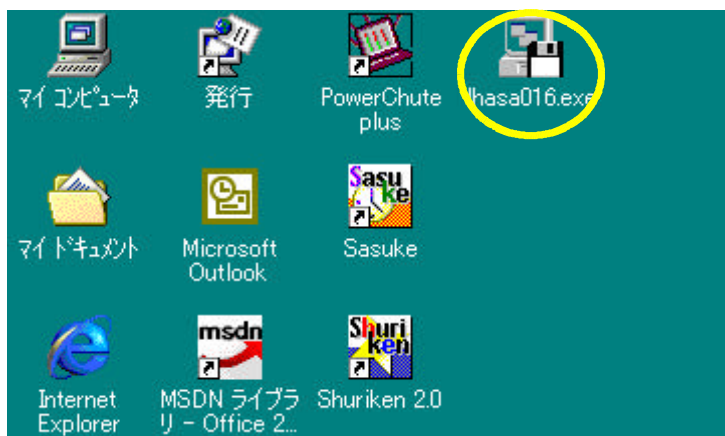 マイ コンピュータ
発行
PowerChute
plus
lhasa016.exe
マイ ドキュメント
Microsoft
Outlook
Sasu
ke
Sasuke
Internet
Explorer
msdn
MSDN ライブラ
リ - Office 2...
Shuri
ken
Shuriken 2.0